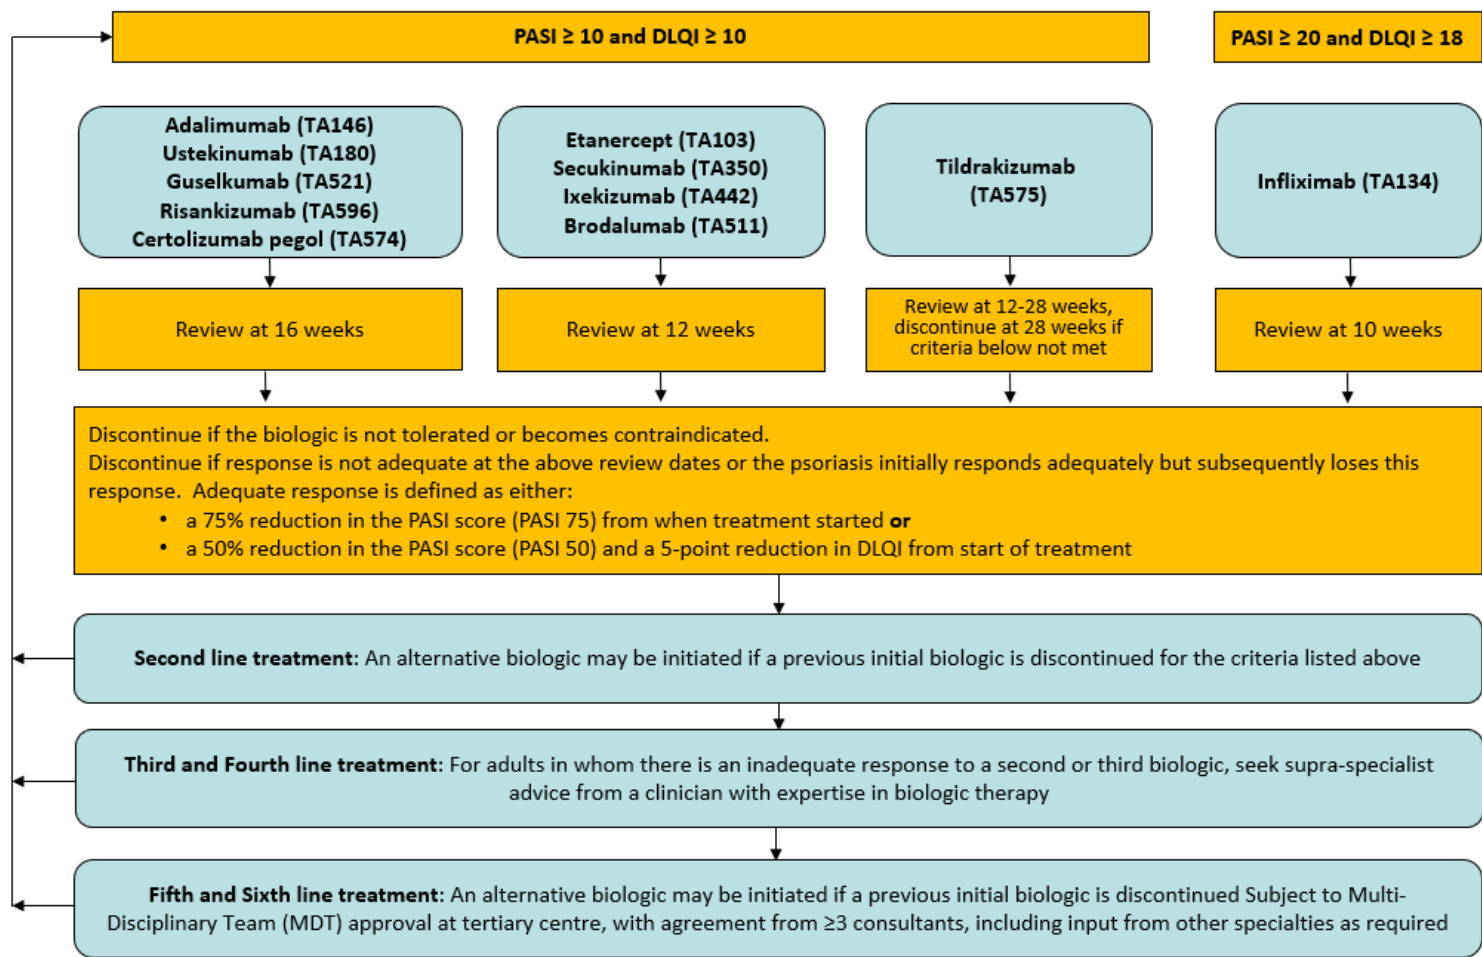 PASI ≥ 10 and DLQI ≥ 10
PASI ≥ 20 and DLQI ≥ 18
Adalimumab (TA146)
Ustekinumab (TA180)
Guselkumab (TA521)
Risankizumab (TA596)
Certolizumab pegol (TA574)
Etanercept (TA103)
Secukinumab (TA350)
Ixekizumab (TA442)
Brodalumab (TA511)
Tildrakizumab
(TA575)
Infliximab (TA134)
Review at 16 weeks
Review at 12 weeks
Review at 12-28 weeks,
discontinue at 28 weeks if
criteria below not met
Review at 10 weeks
Discontinue if the biologic is not tolerated or becomes contraindicated.
Discontinue if response is not adequate at the above review dates or the psoriasis initially responds adequately but subsequently loses this
response. Adequate response is defined as either:
• a 75% reduction in the PASI score (PASI 75) from when treatment started or
• a 50% reduction in the PASI score (PASI 50) and a 5-point reduction in DLQI from start of treatment
Second line treatment: An alternative biologic may be initiated if a previous initial biologic is discontinued for the criteria listed above
Third and Fourth line treatment: For adults in whom there is an inadequate response to a second or third biologic, seek supra-specialist
advice from a clinician with expertise in biologic therapy
Fifth and Sixth line treatment: An alternative biologic may be initiated if a previous initial biologic is discontinued Subject to Multi-
Disciplinary Team (MDT) approval at tertiary centre, with agreement from ≥3 consultants, including input from other specialties as required